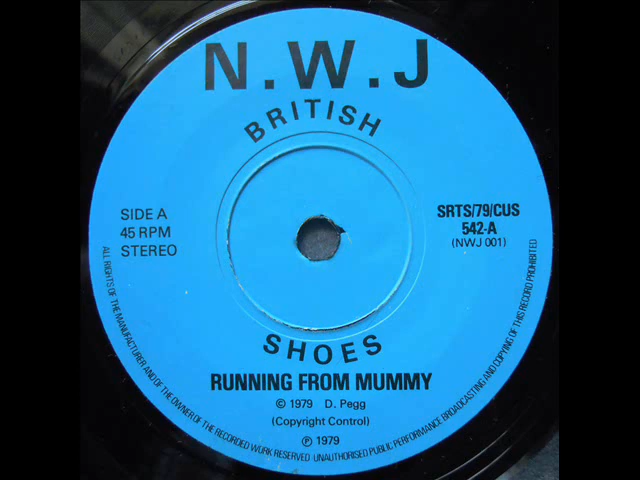 N.W.J
BRITISH
SIDE A
45 RPM
STEREO
SRTS/79/CUS
542-A
(NWJ 001)
SHOES
RUNNING FROM MUMMY
© 1979 D. Pegg
(Copyright Control)
℗ 1979
ALL RIGHTS OF THE MANUFACTURER AND OF THE OWNER OF THE RECORDED WORK RESERVED UNAUTHORISED PUBLIC PERFORMANCE BROADCASTING AND COPYING OF THIS RECORD PROHIBITED